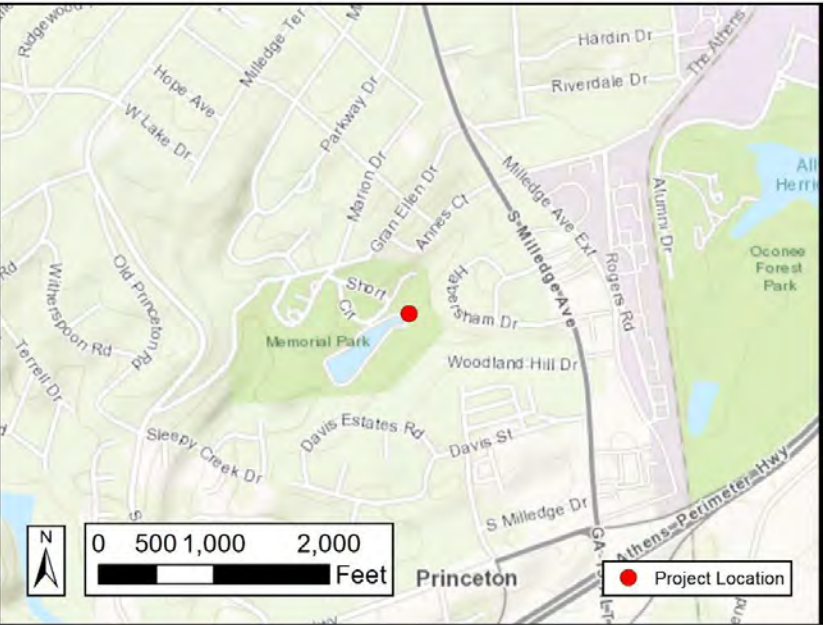 Ridgewood
Milledge Ter
M
Hardin Dr
The Athens
Riverdale Dr
Hope Ave
W Lake Dr
Parkway Dr
Marion Dr
Gran Ellen Dr
Annes Ct
Milledge Ave Ext
S Milledge Ave
Alumni Dr
All
Herri
Oconee
Forest
Park
Rd
Witherspoon Rd
Old Princeton Rd
Short
Cir
Habersham Dr
Rogers Rd
Memorial Park
Woodland Hill Dr
Terrell Dr
Sleepy Creek Dr
Davis Estates Rd
Davis St
S Milledge Dr
Athens Perimeter Hwy
S
N
0 500 1,000 2,000
Feet
Princeton
Project Location